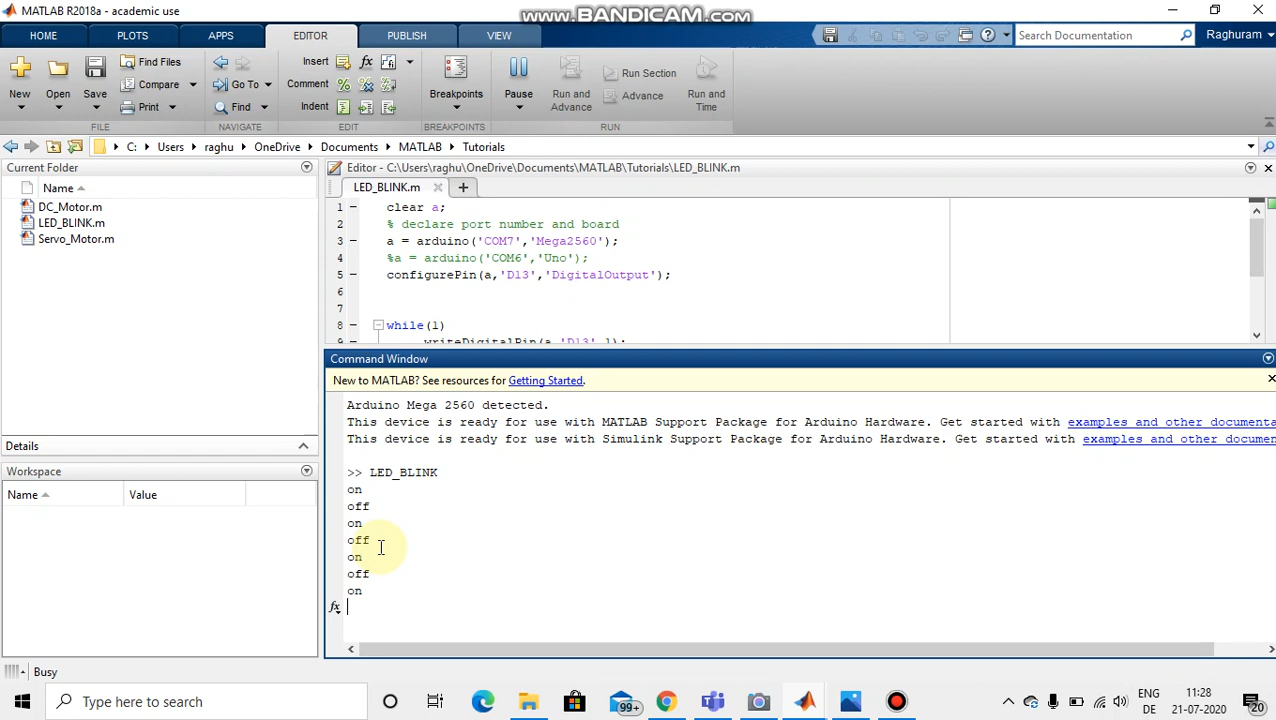 MATLAB R2018a - academic use
www.BANDICAM.com
HOME PLOTS APPS EDITOR PUBLISH VIEW
Search Documentation
Raghuram
New
Open
Save
Find Files
Compare
Print
FILE
Go To
Find
NAVIGATE
Insert
fx
Comment
Indent
EDIT
Breakpoints
BREAKPOINTS
Pause
Run and
Advance
Run Section
Advance
Run and
Time
RUN
C: Users raghu OneDrive Documents MATLAB Tutorials
Current Folder
Name
DC_Motor.m
LED_BLINK.m
Servo_Motor.m
Details
Workspace
Name Value
Editor - C:\Users\raghu\OneDrive\Documents\MATLAB\Tutorials\LED_BLINK.m
LED_BLINK.m
1 clear a;
2 % declare port number and board
3 a = arduino('COM7','Mega2560');
4 %a = arduino('COM6','Uno');
5 configurePin(a,'D13','DigitalOutput');
6
7
8 while(1)
9 writeDigitalPin(a,'D13',1);
Command Window
New to MATLAB? See resources for Getting Started.
Arduino Mega 2560 detected.
This device is ready for use with MATLAB Support Package for Arduino Hardware. Get started with examples and other documenta
This device is ready for use with Simulink Support Package for Arduino Hardware. Get started with examples and other documen
>> LED_BLINK
on
off
on
off
on
off
on
fx
Busy
Type here to search
99+
ENG
DE
11:28
21-07-2020
20